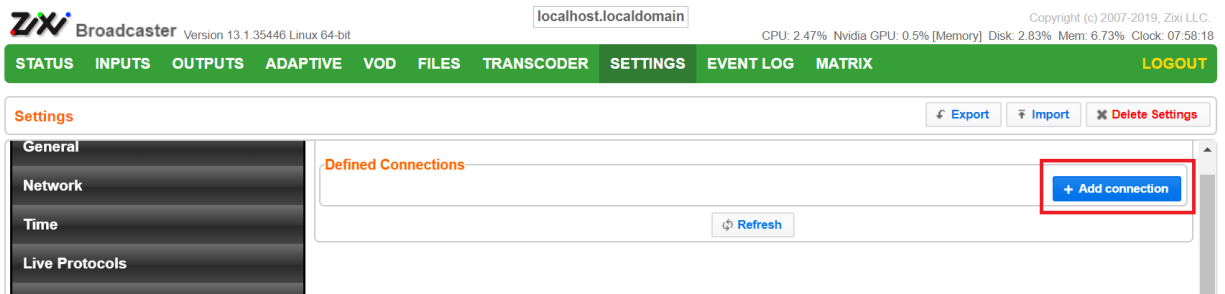 localhost.localdomain
Copyright (c) 2007-2019, Zixi LLC.
ZIXI Broadcaster Version 13.1.35446 Linux 64-bit
CPU: 2.47% Nvidia GPU: 0.5% [Memory] Disk: 2.83% Mem: 6.73% Clock: 07:58:18
STATUS INPUTS OUTPUTS ADAPTIVE VOD FILES TRANSCODER SETTINGS EVENT LOG MATRIX LOGOUT
Settings Export Import Delete Settings
General
Defined Connections
Network
+ Add connection
Time
Refresh
Live Protocols